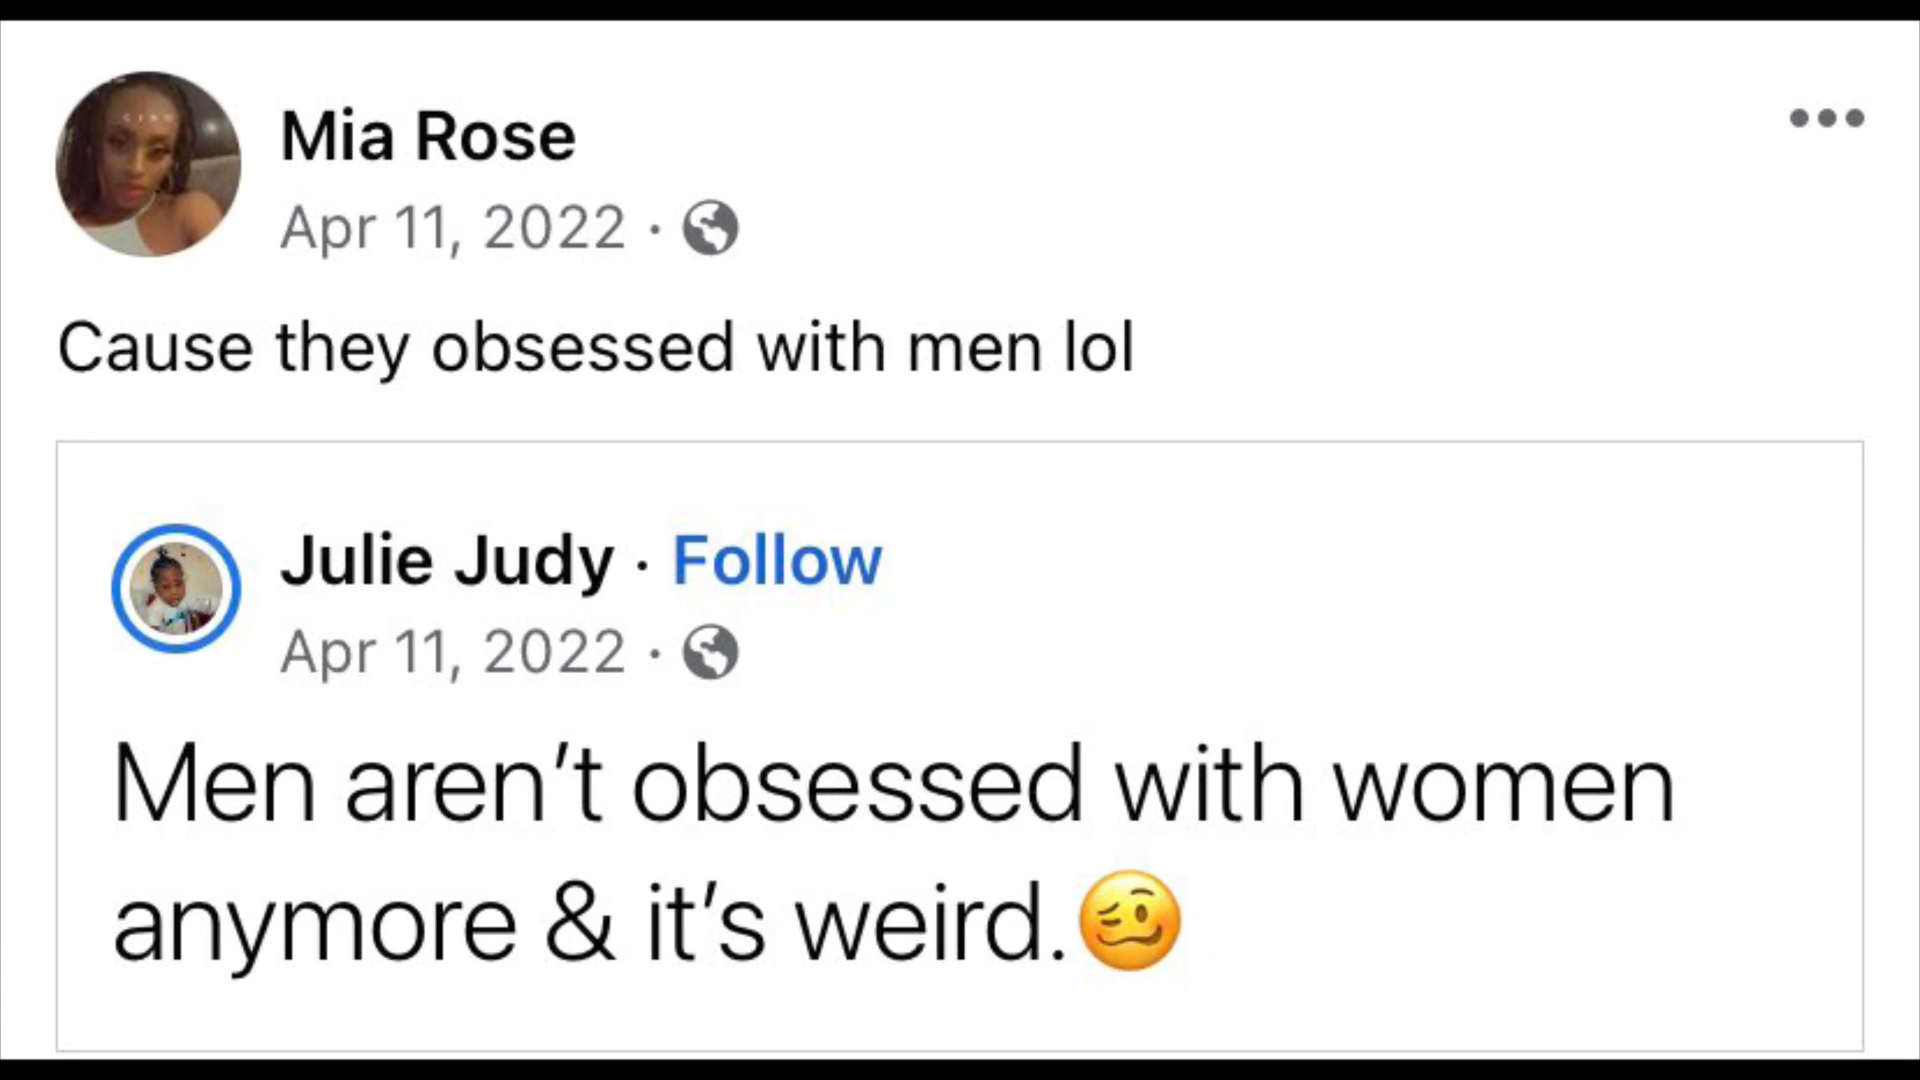 Mia Rose
Apr 11, 2022 ·
Cause they obsessed with men lol
Julie Judy · Follow
Apr 11, 2022 ·
Men aren’t obsessed with women
anymore & it’s weird.🥴